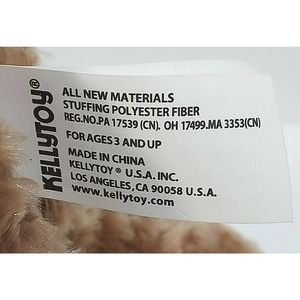 KELLYTOY®
ALL NEW MATERIALS
STUFFING POLYESTER FIBER
REG.NO.PA 17539 (CN). OH 17499.MA 3353(CN)
FOR AGES 3 AND UP
MADE IN CHINA
KELLYTOY® U.S.A. INC.
LOS ANGELES,CA 90058 U.S.A.
www.kellytoy.com